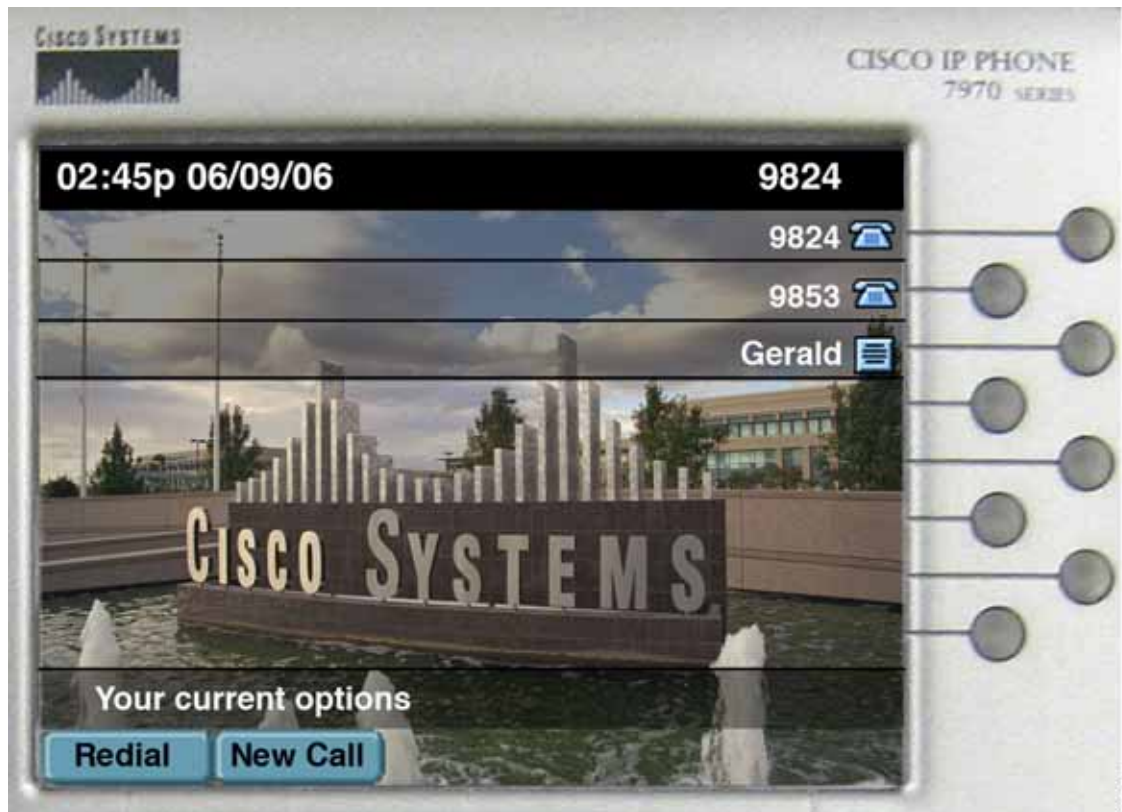 CISCO SYSTEMS
CISCO IP PHONE
7970 SERIES
02:45p 06/09/06 9824
9824
9853
Gerald
CISCO SYSTEMS
Your current options
Redial New Call